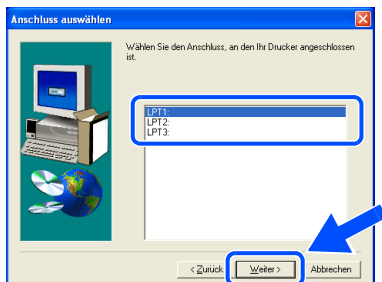 Anschluss auswählen
Wählen Sie den Anschluss, an den Ihr Drucker angeschlossen
ist.
LPT1:
LPT2:
LPT3:
< Zurück
Weiter >
Abbrechen